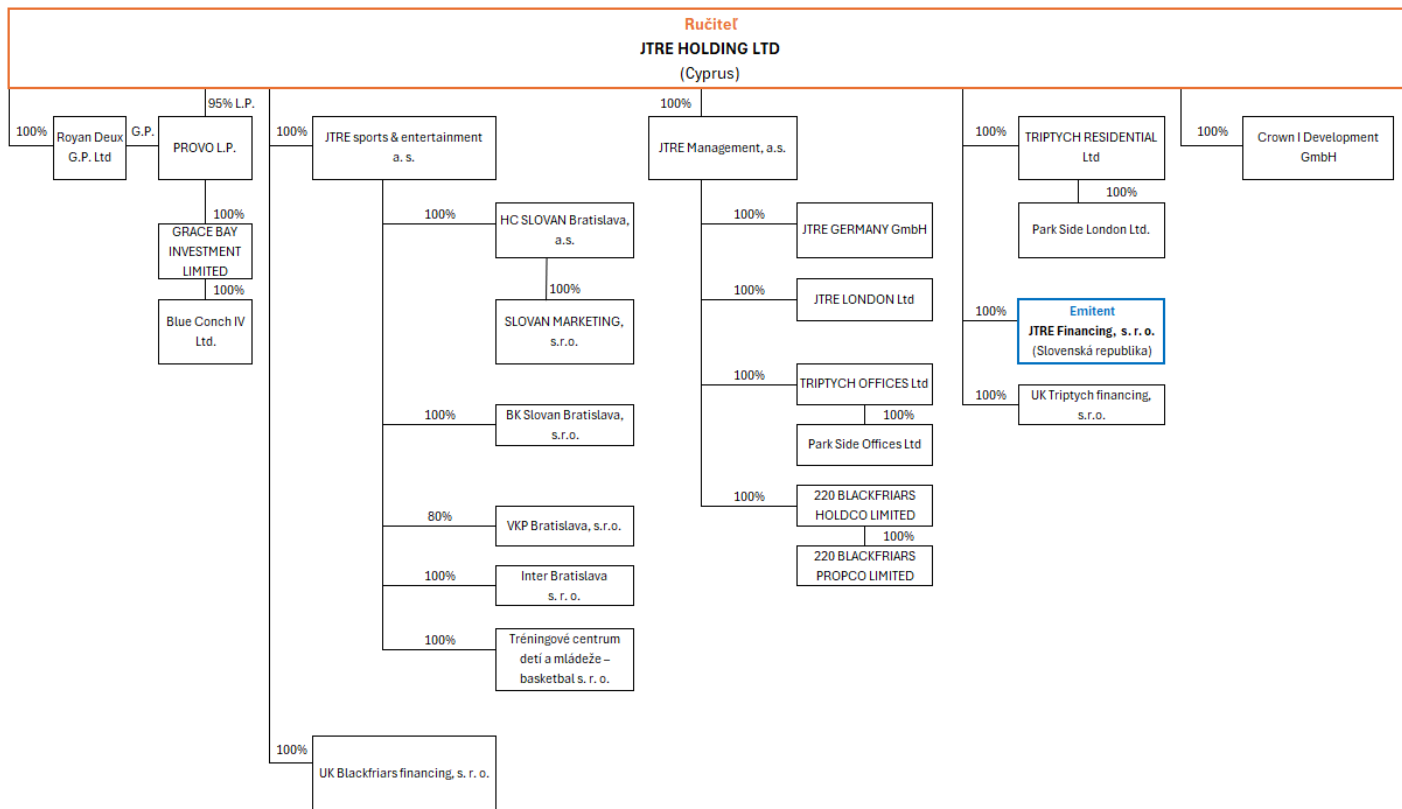 Ručiteľ
JTRE HOLDING LTD
(Cyprus)
95% L.P.
100%
100%
Royan Deux
G.P. Ltd
G.P.
PROVO L.P.
100%
JTRE sports & entertainment
a. s.
JTRE Management, a.s.
100%
TRIPTYCH RESIDENTIAL
Ltd
100%
Crown I Development
GmbH
100%
GRACE BAY
INVESTMENT
LIMITED
100%
Blue Conch IV
Ltd.
100%
HC SLOVAN Bratislava,
a.s.
100%
SLOVAN MARKETING,
s.r.o.
100%
BK Slovan Bratislava,
s.r.o.
80%
VKP Bratislava, s.r.o.
100%
Inter Bratislava
s. r. o.
100%
Tréningové centrum
detí a mládeže –
basketbal s. r. o.
100%
UK Blackfriars financing, s. r. o.
100%
JTRE GERMANY GmbH
100%
JTRE LONDON Ltd
100%
TRIPTYCH OFFICES Ltd
100%
Park Side Offices Ltd
100%
220 BLACKFRIARS
HOLDCO LIMITED
100%
220 BLACKFRIARS
PROPCO LIMITED
100%
Park Side London Ltd.
100%
Emitent
JTRE Financing, s. r. o.
(Slovenská republika)
100%
UK Triptych financing,
s.r.o.